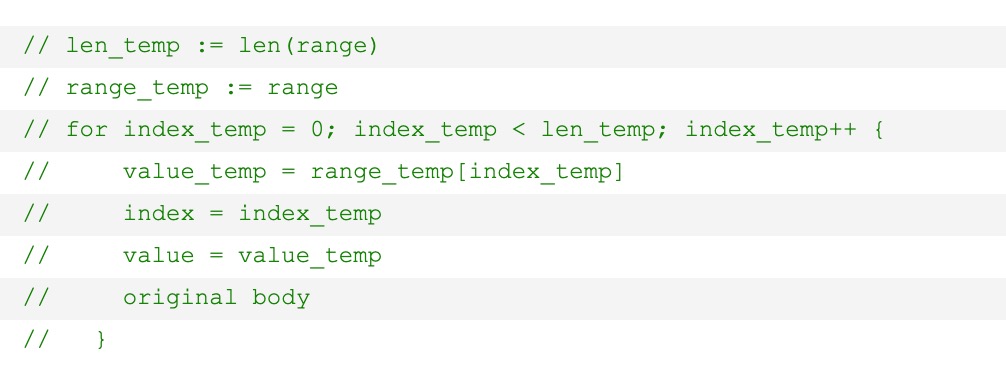 // len_temp := len(range)
// range_temp := range
// for index_temp = 0; index_temp < len_temp; index_temp++ {
//     value_temp = range_temp[index_temp]
//     index = index_temp
//     value = value_temp
//     original body
//   }